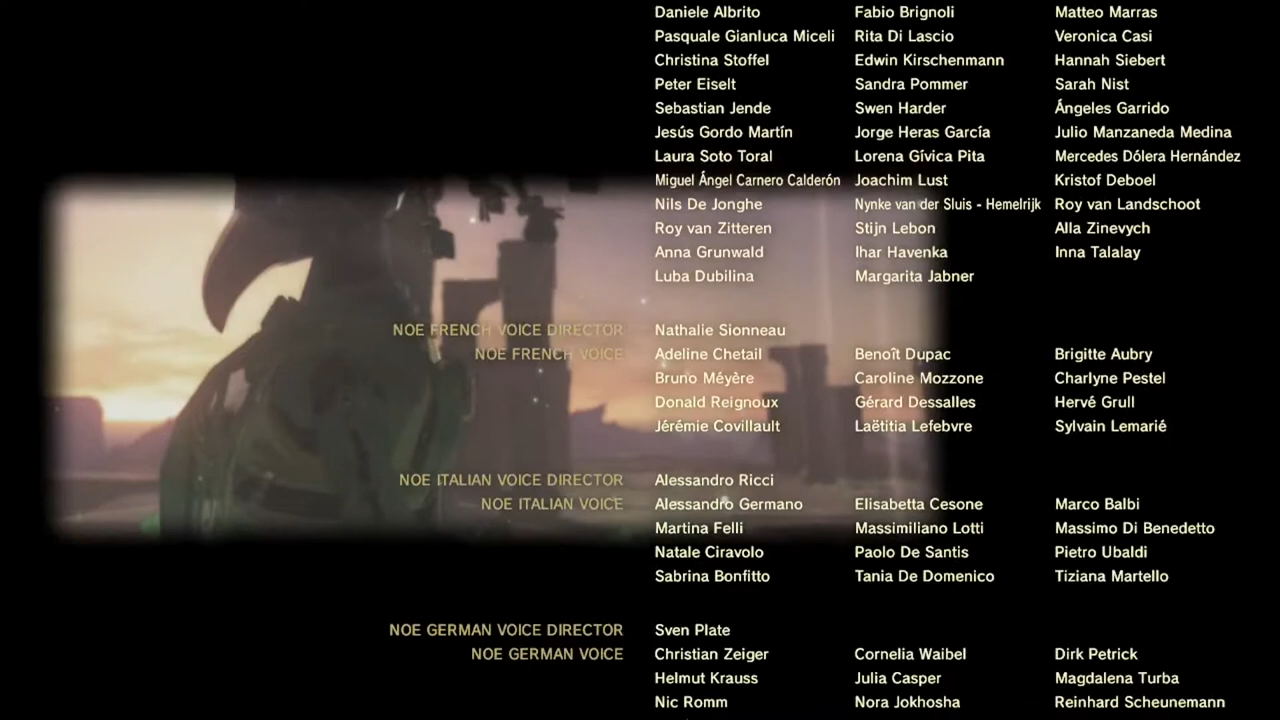 Daniele Albrito Fabio Brignoli Matteo Marras
Pasquale Gianluca Miceli Rita Di Lascio Veronica Casi
Christina Stoffel Edwin Kirschenmann Hannah Siebert
Peter Eiselt Sandra Pommer Sarah Nist
Sebastian Jende Swen Harder Ángeles Garrido
Jesús Gordo Martín Jorge Heras García Julio Manzaneda Medina
Laura Soto Toral Lorena Gívica Pita Mercedes Dólera Hernández
Miguel Ángel Carnero Calderón Joachim Lust Kristof Deboel
Nils De Jonghe Nynke van der Sluis - Hemelrijk Roy van Landschoot
Roy van Zitteren Stijn Lebon Alla Zinevych
Anna Grunwald Ihar Havenka Inna Talalay
Luba Dubilina Margarita Jabner
NOE FRENCH VOICE DIRECTOR Nathalie Sionneau
NOE FRENCH VOICE Adeline Chetail Benoît Dupac Brigitte Aubry
Bruno Méyère Caroline Mozzone Charlyne Pestel
Donald Reignoux Gérard Dessalles Hervé Grull
Jérémie Covillault Laëtitia Lefebvre Sylvain Lemarié
NOE ITALIAN VOICE DIRECTOR Alessandro Ricci
NOE ITALIAN VOICE Alessandro Germano Elisabetta Cesone Marco Balbi
Martina Felli Massimiliano Lotti Massimo Di Benedetto
Natale Ciravolo Paolo De Santis Pietro Ubaldi
Sabrina Bonfitto Tania De Domenico Tiziana Martello
NOE GERMAN VOICE DIRECTOR Sven Plate
NOE GERMAN VOICE Christian Zeiger Cornelia Waibel Dirk Petrick
Helmut Krauss Julia Casper Magdalena Turba
Nic Romm Nora Jokhosha Reinhard Scheunemann